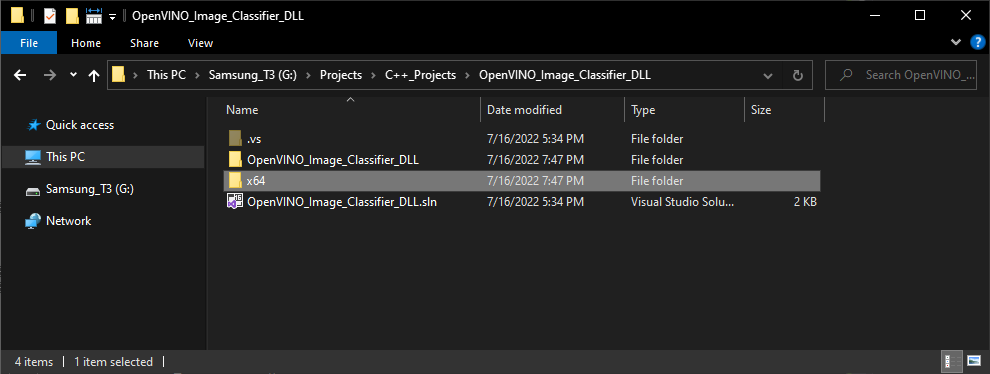 OpenVINO_Image_Classifier_DLL
File Home Share View
This PC Samsung_T3 (G:) Projects C++_Projects OpenVINO_Image_Classifier_DLL Search OpenVINO_...
Quick access
This PC
Samsung_T3 (G:)
Network
Name Date modified Type Size
.vs 7/16/2022 5:34 PM File folder
OpenVINO_Image_Classifier_DLL 7/16/2022 7:47 PM File folder
x64 7/16/2022 7:47 PM File folder
OpenVINO_Image_Classifier_DLL.sln 7/16/2022 5:34 PM Visual Studio Solu... 2 KB
4 items 1 item selected